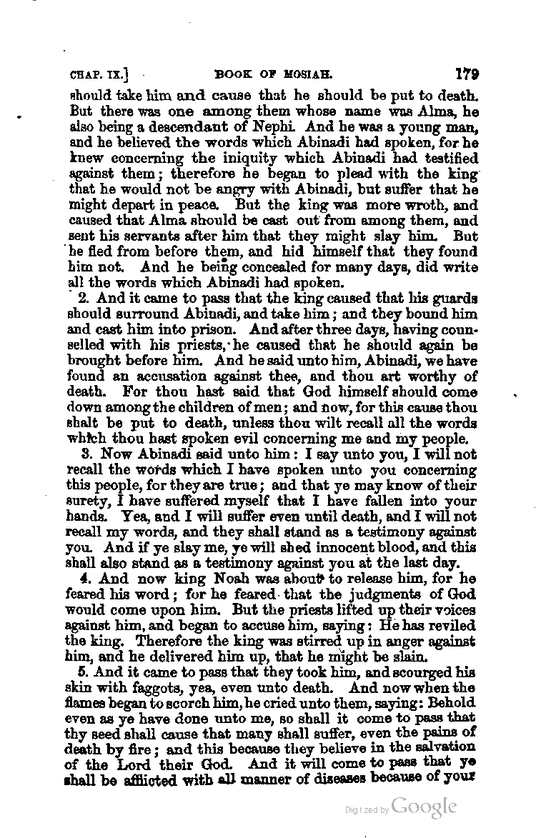 CHAP. IX.] BOOK OF MOSIAH. 179
should take him and cause that he should be put to death.
But there was one among them whose name was Alma, he
also being a descendant of Nephi. And he was a young man,
and he believed the words which Abinadi had spoken, for he
knew concerning the iniquity which Abinadi had testified
against them; therefore he began to plead with the king
that he would not be angry with Abinadi, but suffer that he
might depart in peace. But the king was more wroth, and
caused that Alma should be cast out from among them, and
sent his servants after him that they might slay him. But
he fled from before them, and hid himself that they found
him not. And he being concealed for many days, did write
all the words which Abinadi had spoken.
2. And it came to pass that the king caused that his guards
should surround Abinadi, and take him; and they bound him
and cast him into prison. And after three days, having coun-
selled with his priests, he caused that he should again be
brought before him. And he said unto him, Abinadi, we have
found an accusation against thee, and thou art worthy of
death. For thou hast said that God himself should come
down among the children of men; and now, for this cause thou
shalt be put to death, unless thou wilt recall all the words
which thou hast spoken evil concerning me and my people.
3. Now Abinadi said unto him: I say unto you, I will not
recall the words which I have spoken unto you concerning
this people, for they are true; and that ye may know of their
surety, I have suffered myself that I have fallen into your
hands. Yea, and I will suffer even until death, and I will not
recall my words, and they shall stand as a testimony against
you. And if ye slay me, ye will shed innocent blood, and this
shall also stand as a testimony against you at the last day.
4. And now king Noah was about to release him, for he
feared his word; for he feared that the judgments of God
would come upon him. But the priests lifted up their voices
against him, and began to accuse him, saying: He has reviled
the king. Therefore the king was stirred up in anger against
him, and he delivered him up, that he might be slain.
5. And it came to pass that they took him, and scourged his
skin with faggots, yea, even unto death. And now when the
flames began to scorch him, he cried unto them, saying: Behold
even as ye have done unto me, so shall it come to pass that
thy seed shall cause that many shall suffer, even the pains of
death by fire; and this because they believe in the salvation
of the Lord their God. And it will come to pass that ye
shall be afflicted with all manner of diseases because of your
Digitized by Google